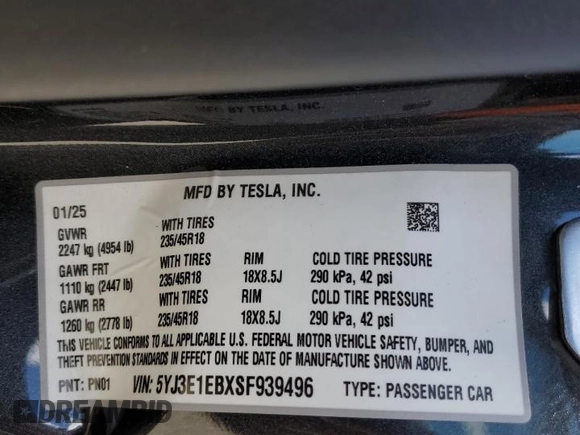 MFD BY TESLA, INC.
MFD BY TESLA, INC.
01/25
GVWR WITH TIRES
2247 kg (4954 lb) 235/45R18
GAWR FRT WITH TIRES RIM COLD TIRE PRESSURE
1110 kg (2447 lb) 235/45R18 18X8.5J 290 kPa, 42 psi
GAWR RR WITH TIRES RIM COLD TIRE PRESSURE
1260 kg (2778 lb) 235/45R18 18X8.5J 290 kPa, 42 psi
THIS VEHICLE CONFORMS TO ALL APPLICABLE U.S. FEDERAL MOTOR VEHICLE SAFETY, BUMPER, AND
THEFT PREVENTION STANDARDS IN EFFECT ON THE DATE OF MANUFACTURE SHOWN ABOVE.
PNT: PN01 VIN: 5YJ3E1EBXSF939496 TYPE: PASSENGER CAR
DREAMBID